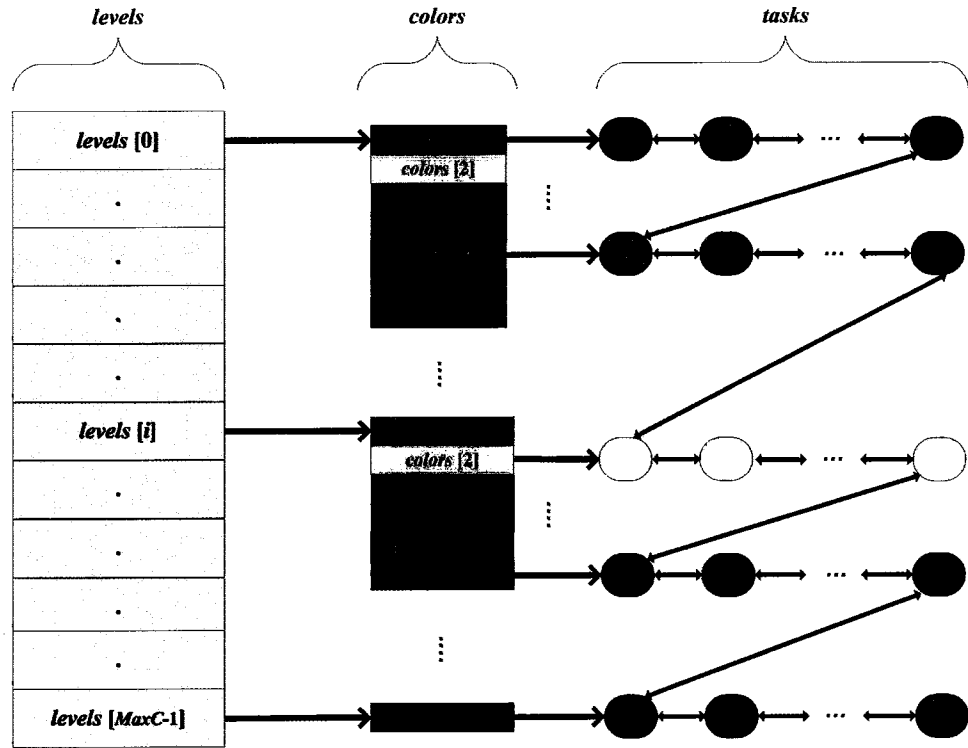 levels
colors
tasks
levels [0]
colors [2]
...
...
levels [i]
colors [2]
...
...
...
levels [MaxC-1]
...